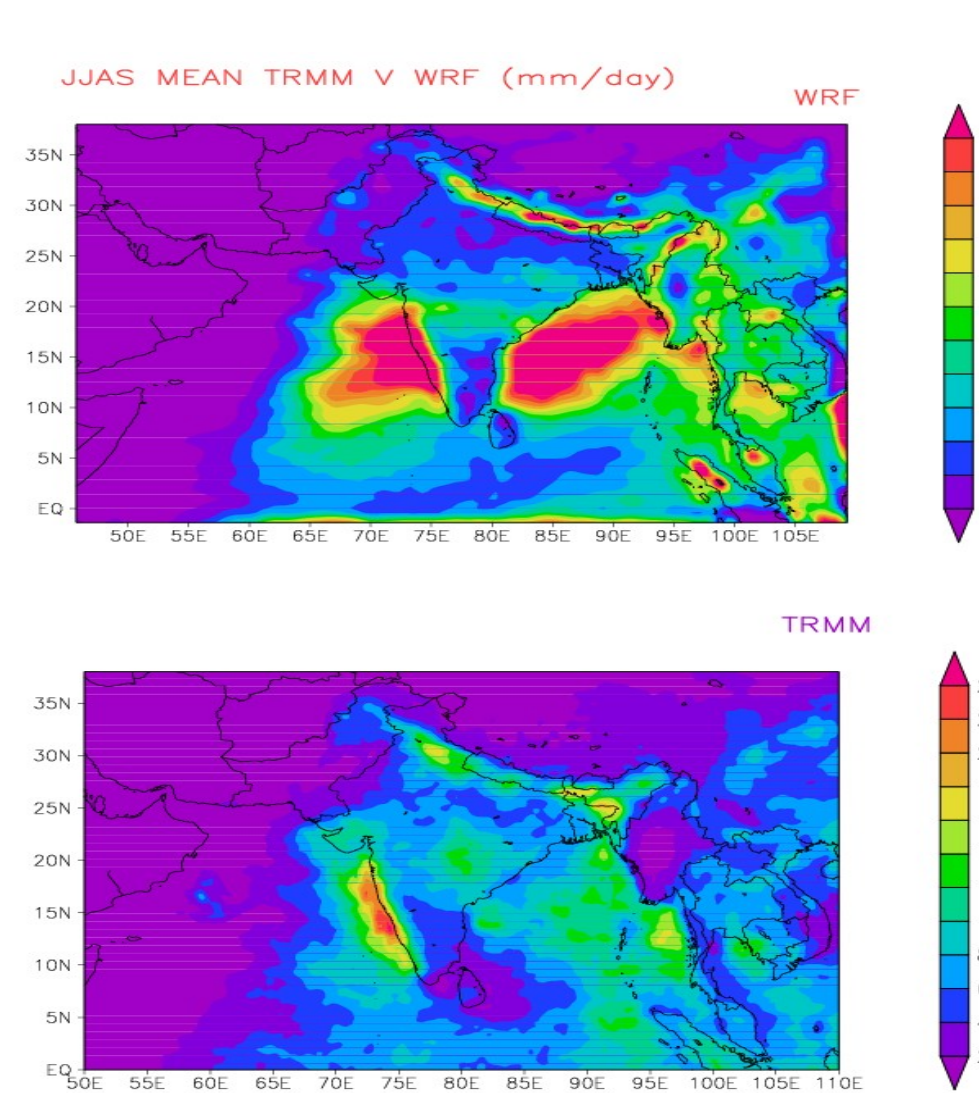 JJAS MEAN TRMM V WRF (mm/day)
WRF
35N
30N
25N
20N
15N
10N
5N
EQ
50E 55E 60E 65E 70E 75E 80E 85E 90E 95E 100E 105E
TRMM
35N
30N
25N
20N
15N
10N
5N
EQ
50E 55E 60E 65E 70E 75E 80E 85E 90E 95E 100E 105E 110E